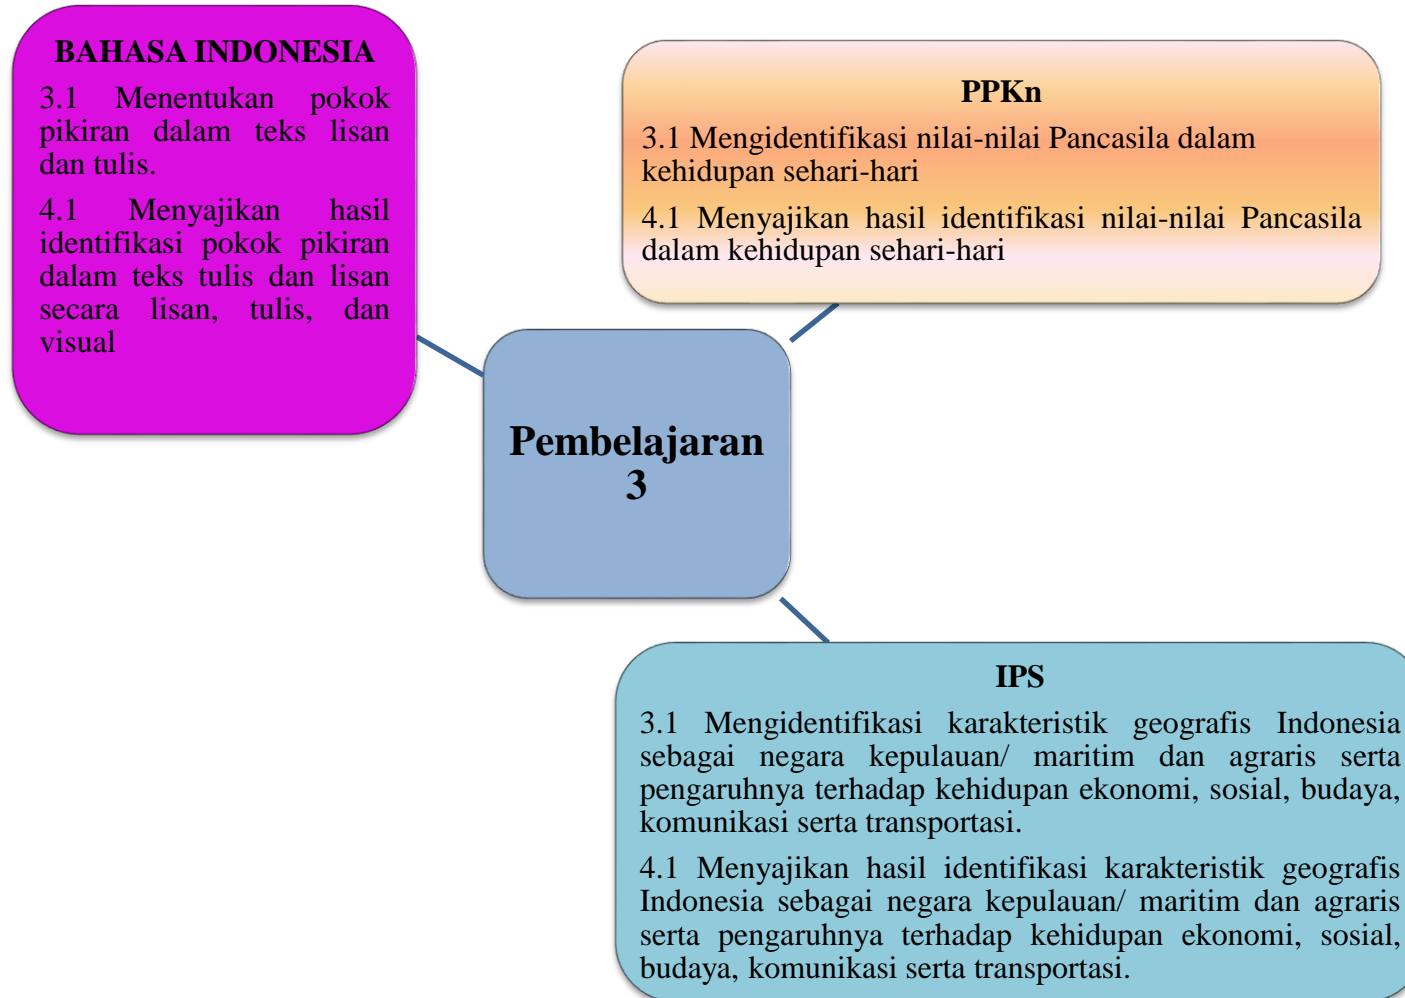 BAHASA INDONESIA
3.1 Menentukan pokok
pikiran dalam teks lisan
dan tulis.
4.1 Menyajikan hasil
identifikasi pokok pikiran
dalam teks tulis dan lisan
secara lisan, tulis, dan
visual
PPKn
3.1 Mengidentifikasi nilai-nilai Pancasila dalam
kehidupan sehari-hari
4.1 Menyajikan hasil identifikasi nilai-nilai Pancasila
dalam kehidupan sehari-hari
Pembelajaran
3
IPS
3.1 Mengidentifikasi karakteristik geografis Indonesia
sebagai negara kepulauan/ maritim dan agraris serta
pengaruhnya terhadap kehidupan ekonomi, sosial, budaya,
komunikasi serta transportasi.
4.1 Menyajikan hasil identifikasi karakteristik geografis
Indonesia sebagai negara kepulauan/ maritim dan agraris
serta pengaruhnya terhadap kehidupan ekonomi, sosial,
budaya, komunikasi serta transportasi.